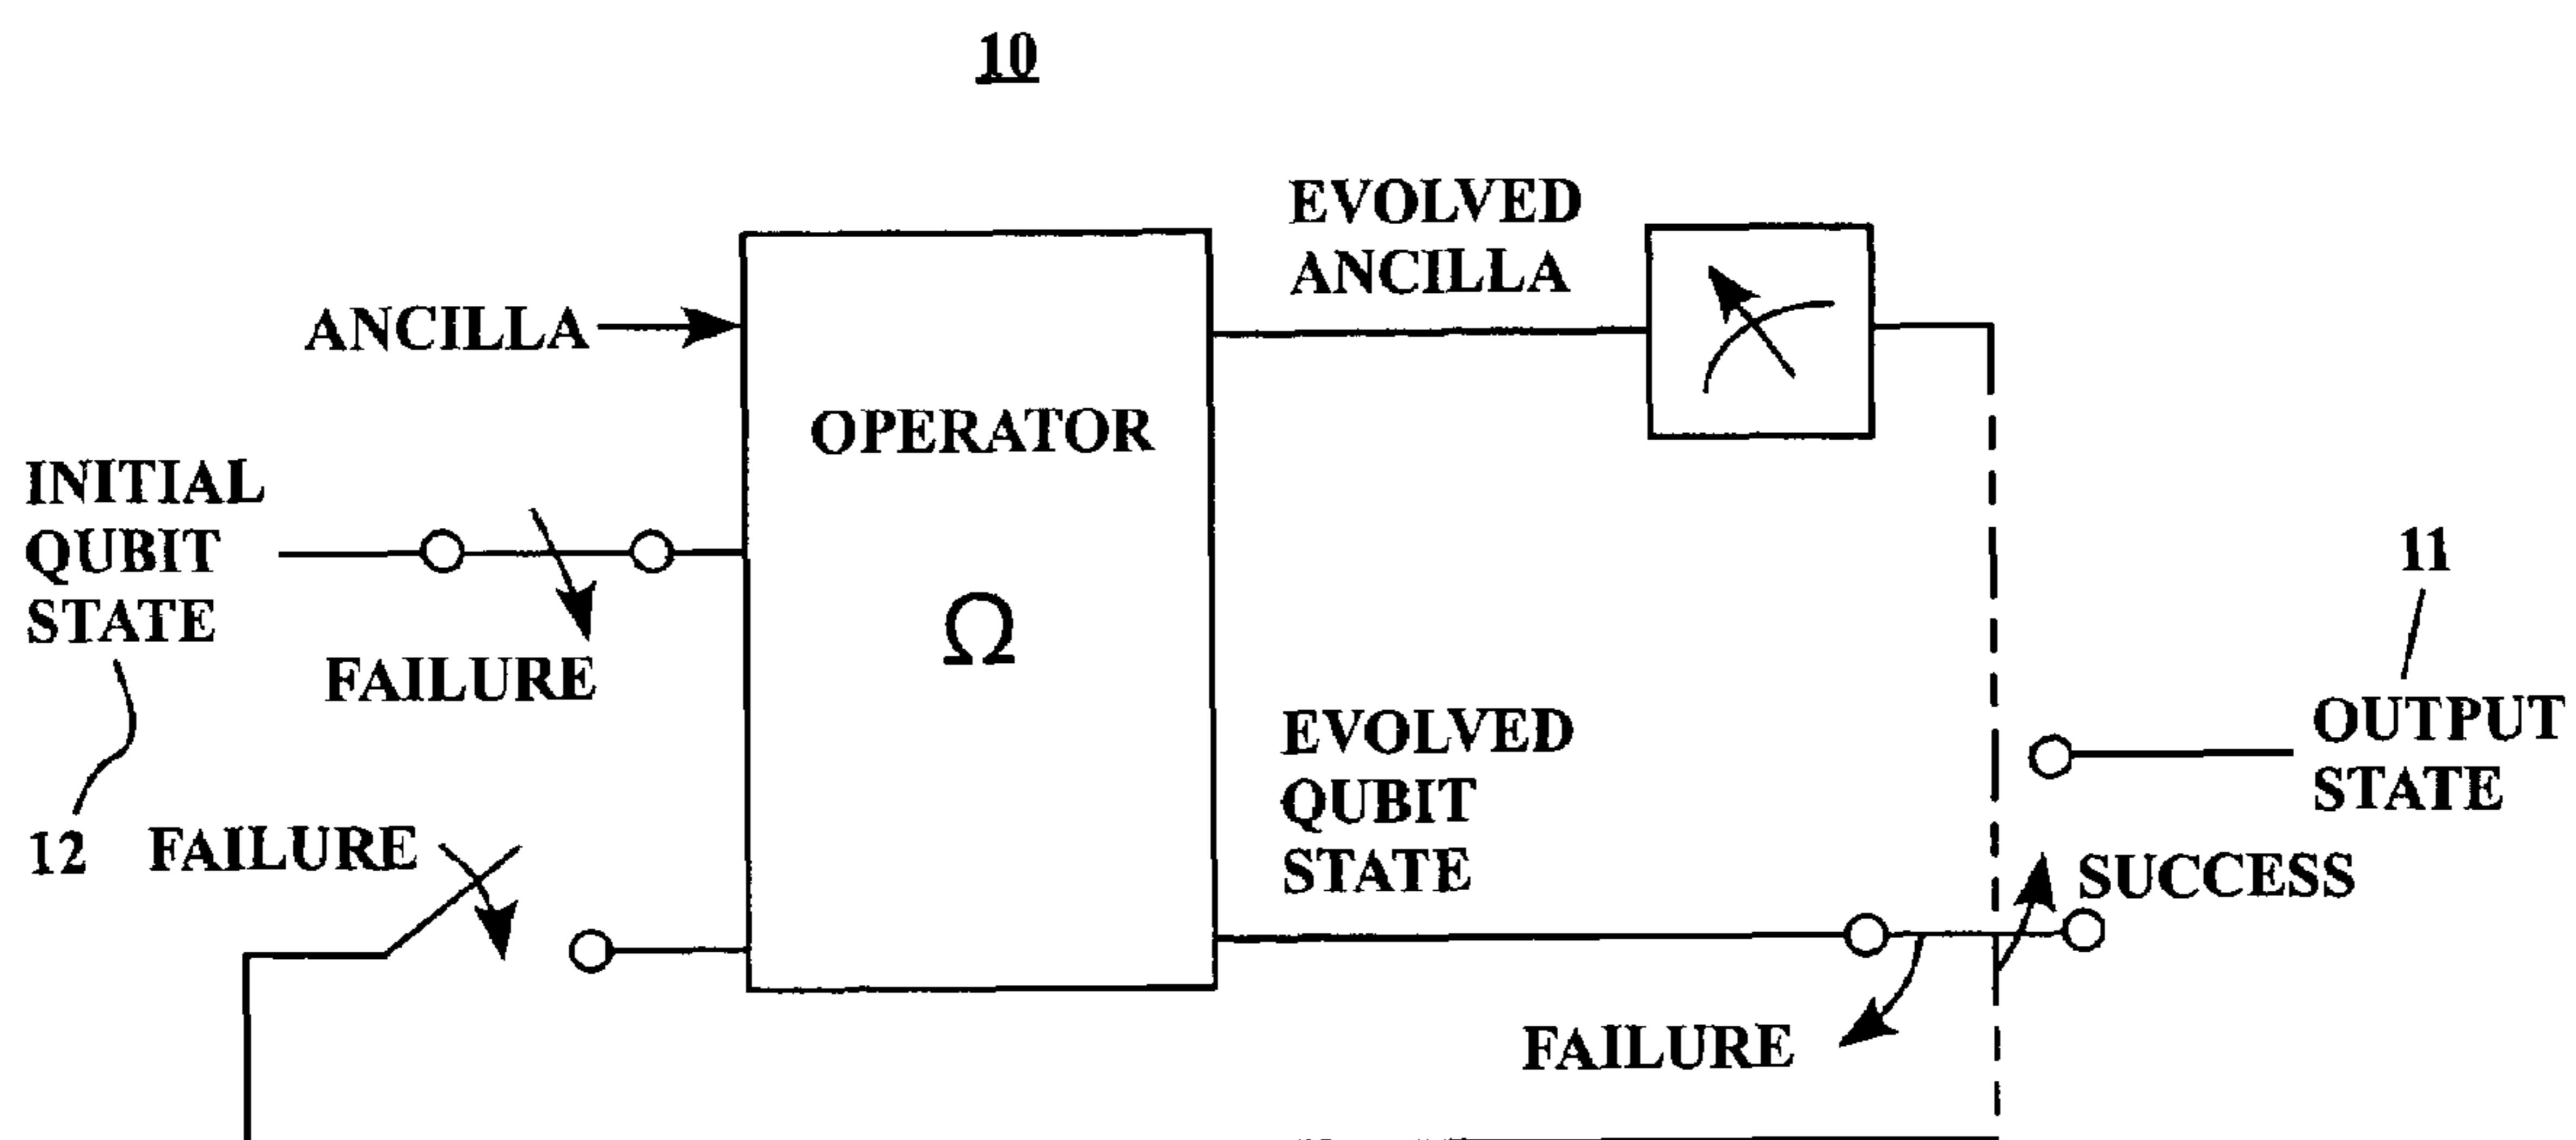 10
EVOLVED
ANCILLA
ANCILLA
OPERATOR
Ω
INITIAL
QUBIT
STATE
FAILURE
12
FAILURE
EVOLVED
QUBIT
STATE
11
OUTPUT
STATE
SUCCESS
FAILURE